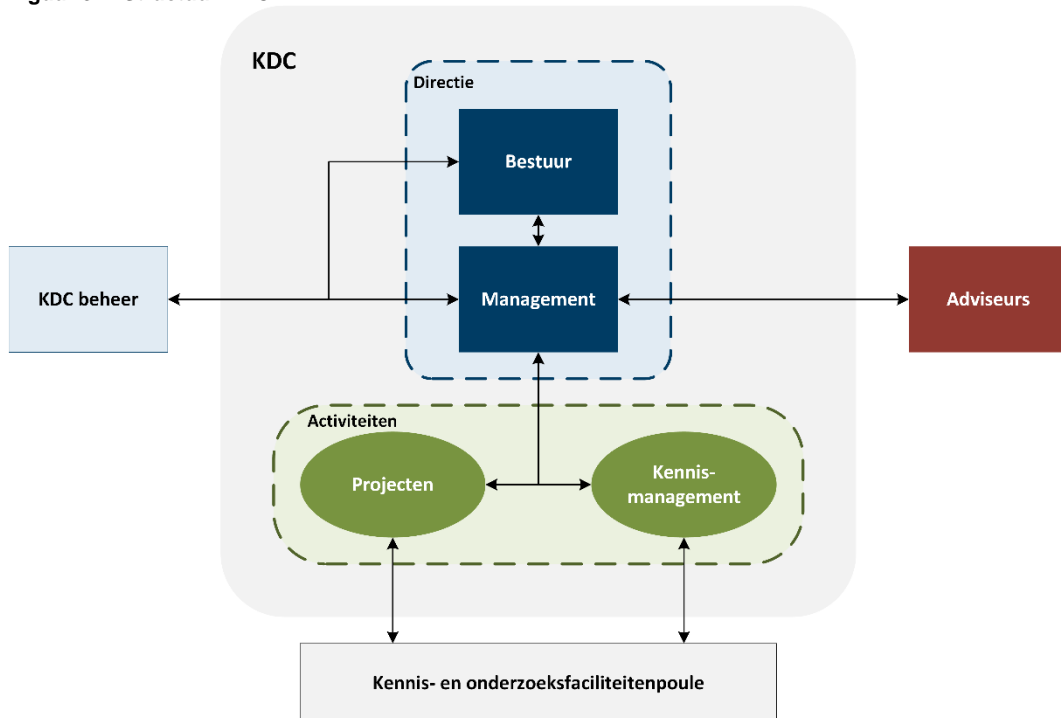 KDC
Directie
Bestuur
KDC beheer
Management
Adviseurs
Activiteiten
Projecten
Kennis-
management
Kennis- en onderzoeksfaciliteitenpoule